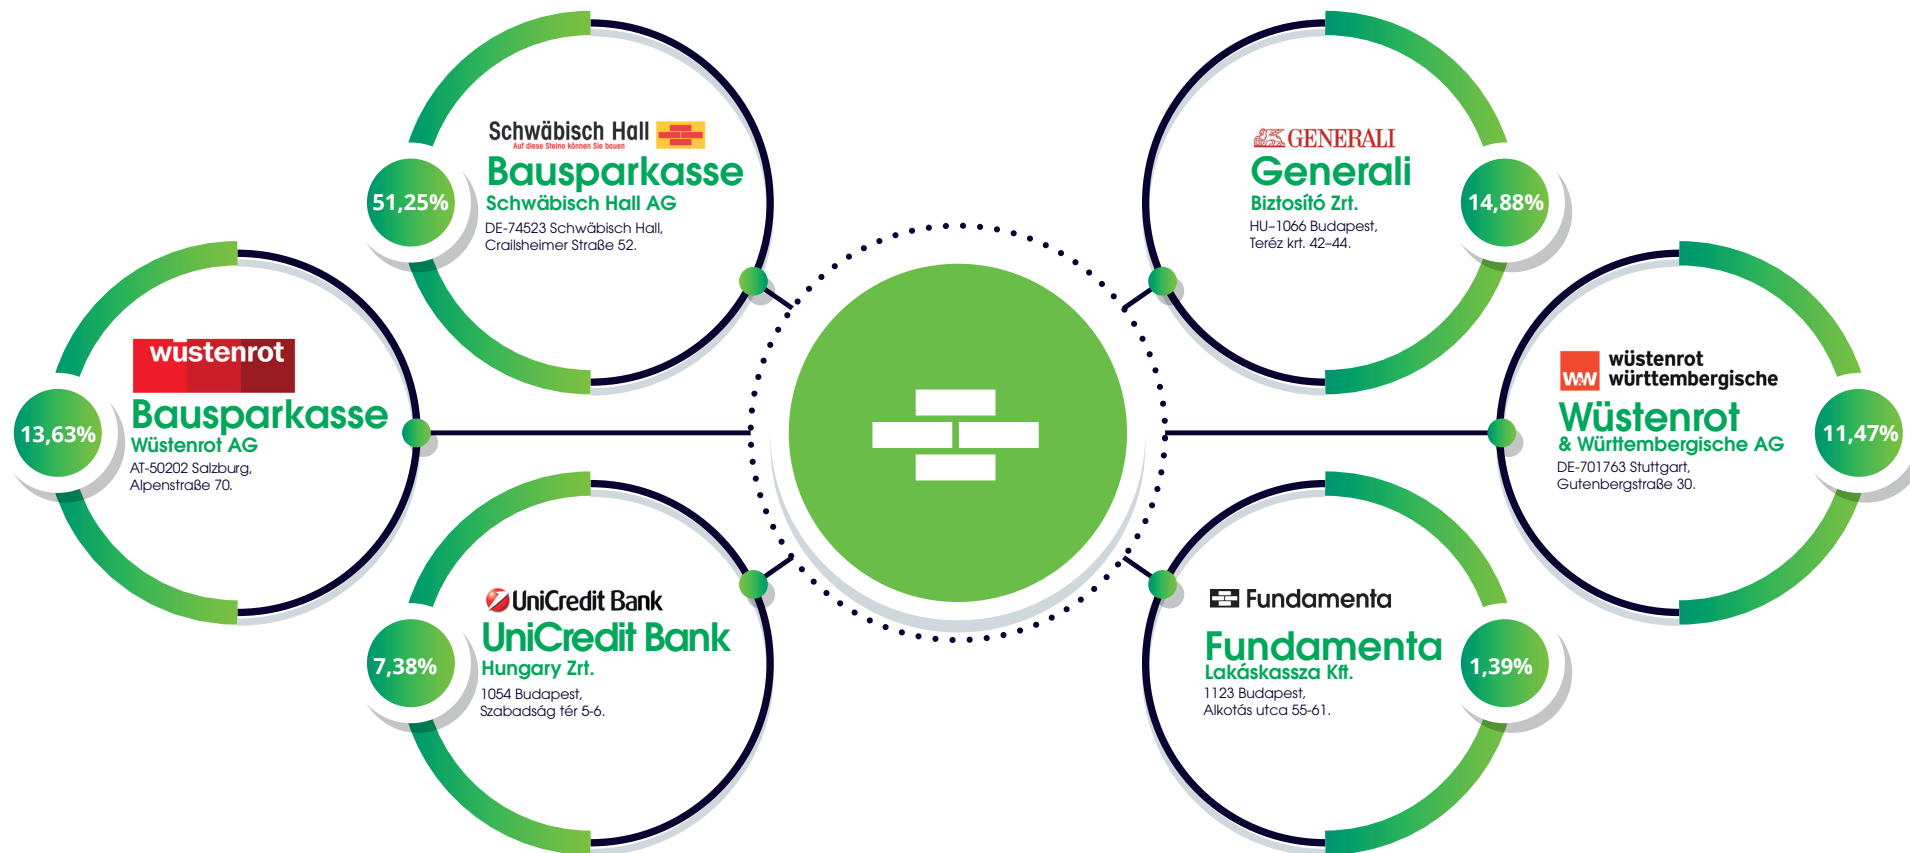 Schwäbisch Hall
Auf diese Steine können Sie bauen
Bausparkasse
Schwäbisch Hall AG
DE-74523 Schwäbisch Hall,
Crailsheimer Straße 52.
51,25%
GENERALI
Generali
Biztosító Zrt.
HU-1066 Budapest,
Teréz krt. 42-44.
14,88%
wüstenrot
Bausparkasse
Wüstenrot AG
AT-50202 Salzburg,
Alpenstraße 70.
13,63%
W&W
wüstenrot
württembergische
Wüstenrot
& Württembergische AG
DE-701763 Stuttgart,
Gutenbergstraße 30.
11,47%
UniCredit Bank
UniCredit Bank
Hungary Zrt.
1054 Budapest,
Szabadság tér 5-6.
7,38%
Fundamenta
Fundamenta
Lakáskassza Kft.
1123 Budapest,
Alkotás utca 55-61.
1,39%